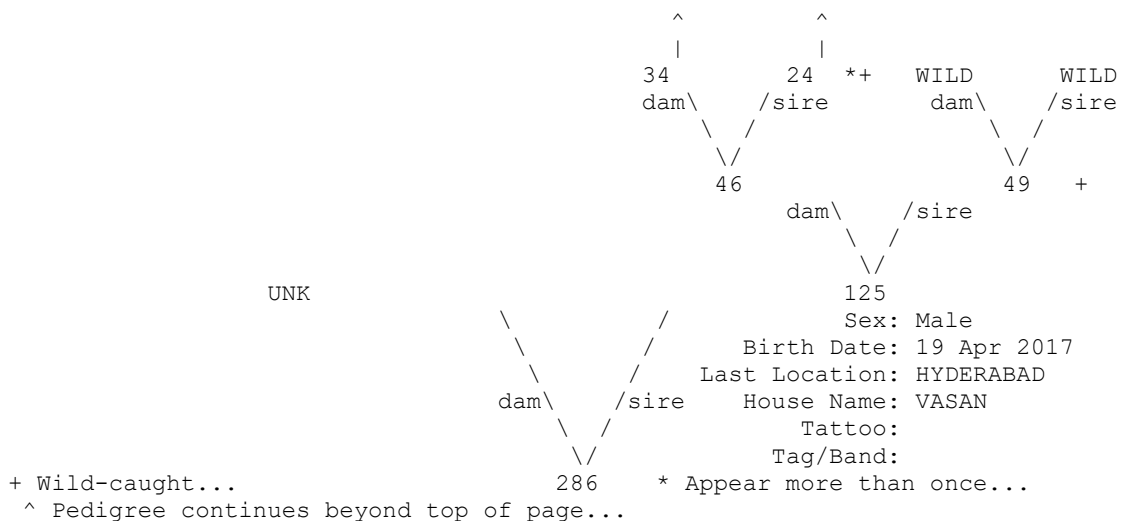 ^ ^
| |
34 24 *+ WILD WILD
dam\ /sire dam\ /sire
\ / \ /
\/ \/
46 49 +
dam\ /sire
\ /
\/
UNK 125
\ / Sex: Male
\ / Birth Date: 19 Apr 2017
\ / Last Location: HYDERABAD
dam\ /sire House Name: VASAN
\ / Tattoo:
\/ Tag/Band:
+ Wild-caught... 286 * Appear more than once...
^ Pedigree continues beyond top of page...